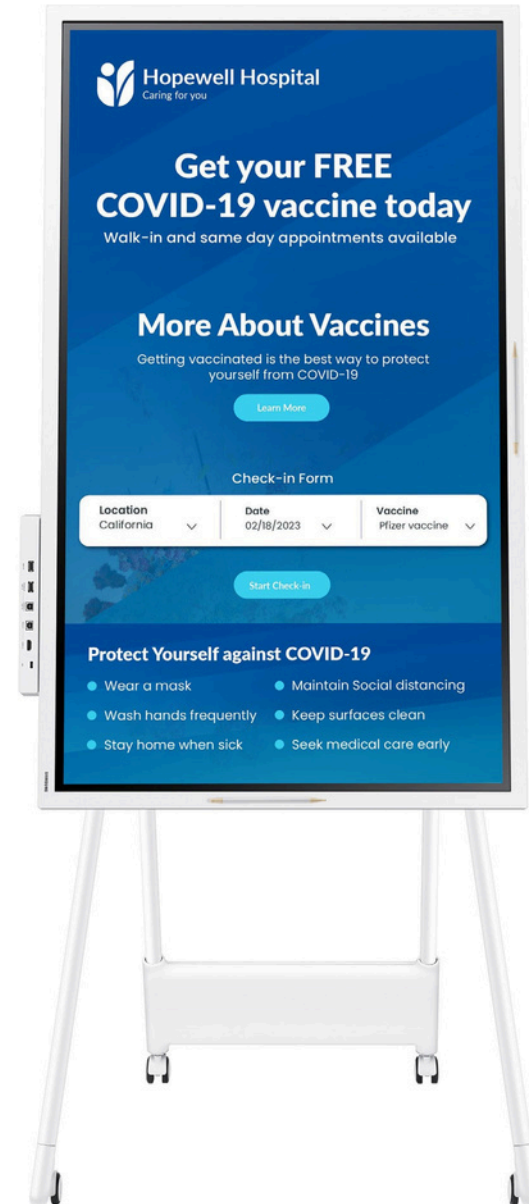 Hopewell Hospital
Caring for you
Get your FREE
COVID-19 vaccine today
Walk-in and same day appointments available
More About Vaccines
Getting vaccinated is the best way to protect
yourself from COVID-19
Learn More
Check-in Form
Location Date Vaccine
California 02/18/2023 Pfizer vaccine
Start Check-in
Protect Yourself against COVID-19
Wear a mask Maintain Social distancing
Wash hands frequently Keep surfaces clean
Stay home when sick Seek medical care early